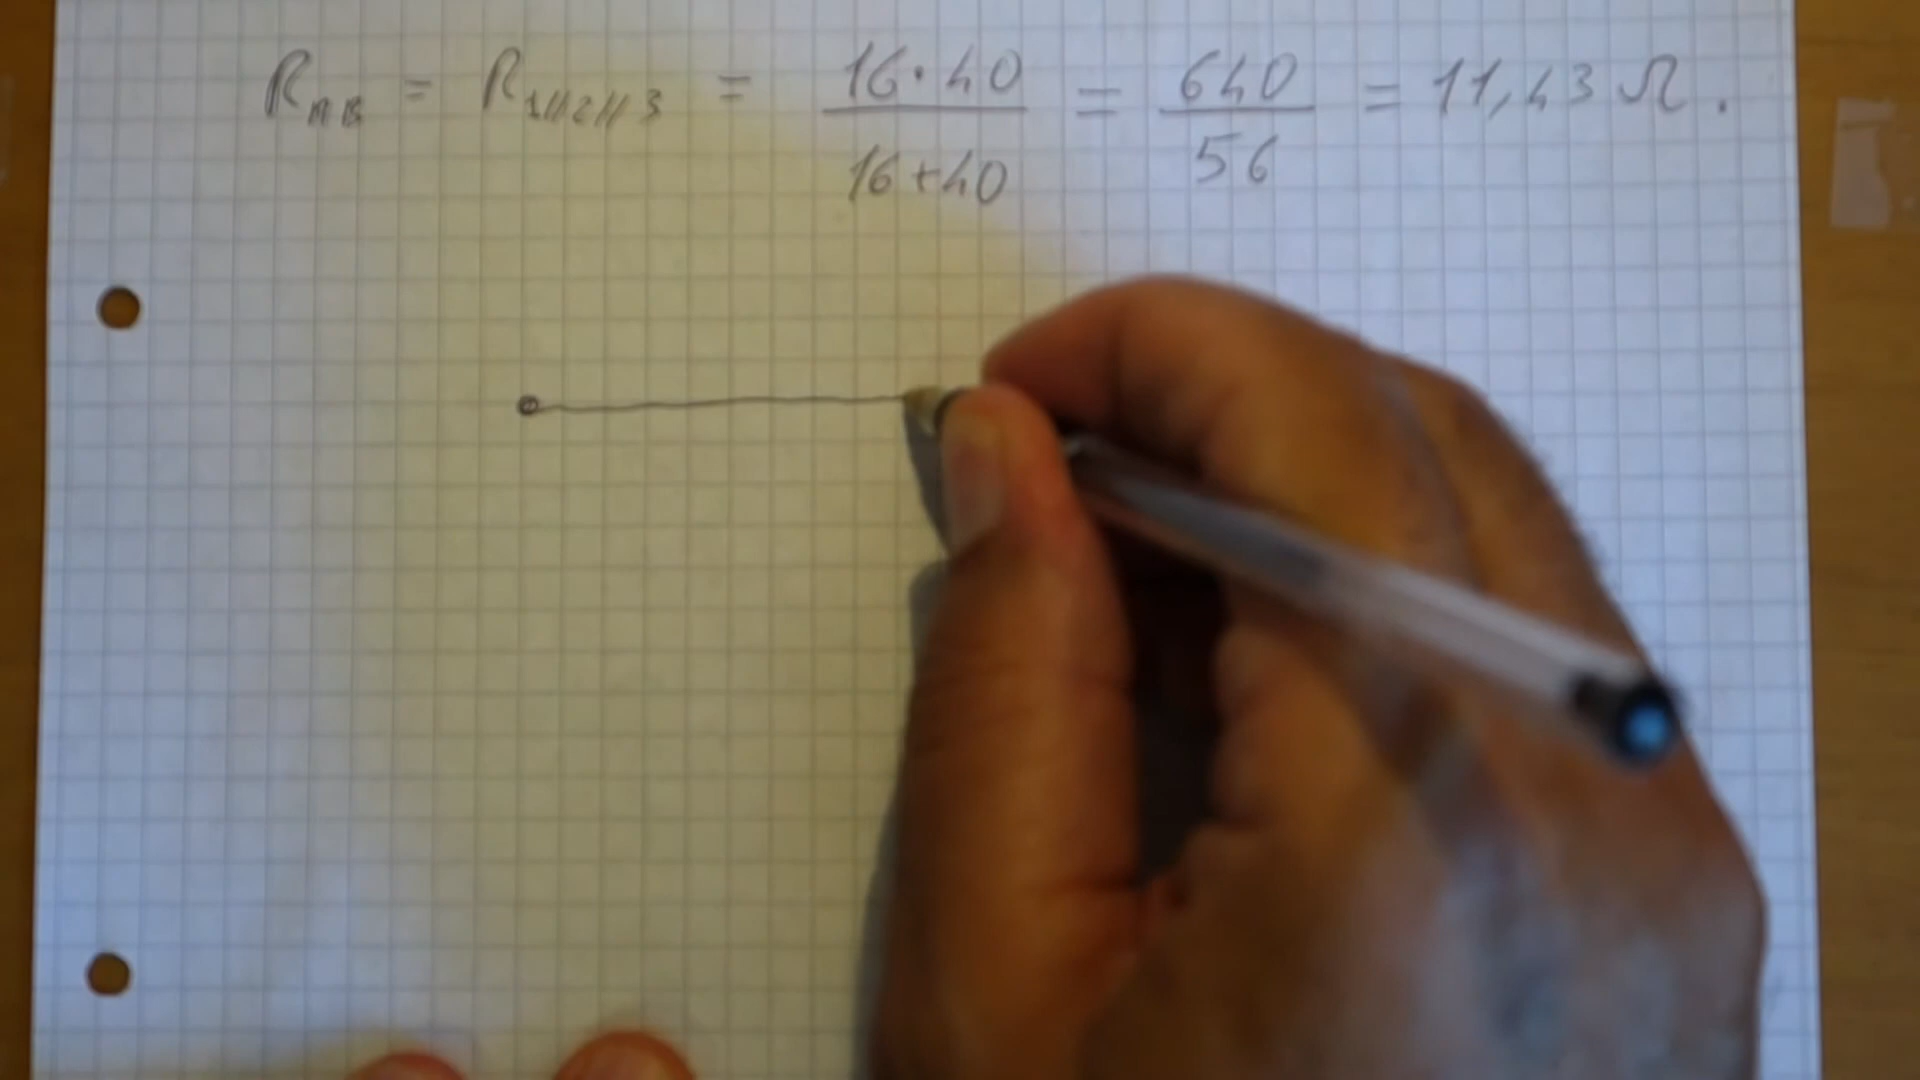 R_AB = R_1//2//3 = 16·40 / 16+40 = 640 / 56 = 11,43 Ω.